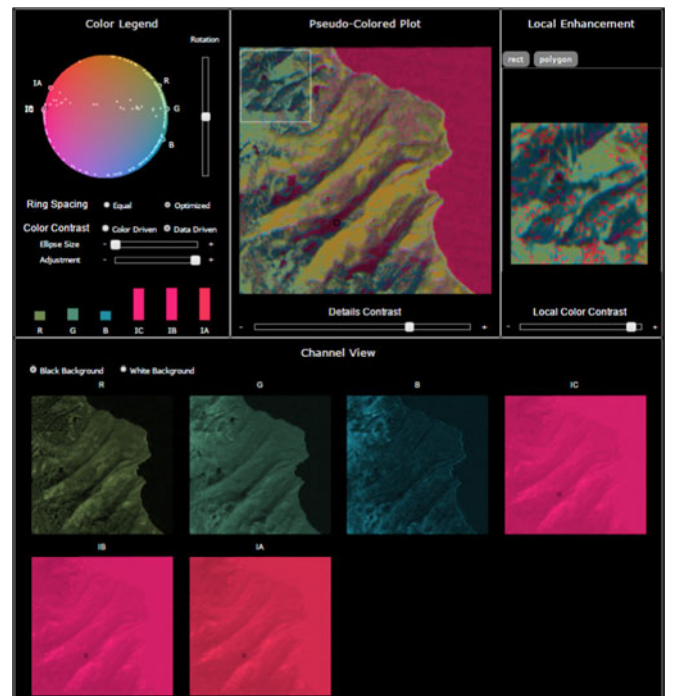 Color Legend
Rotation
IA
R
G
B
Ring Spacing
Equal
Optimized
Color Contrast
Color Driven
Data Driven
Ellipse Size
- +
Adjustment
- +
R G B IC IB IA
Pseudo-Colored Plot
Details Contrast
- +
Local Enhancement
rect polygon
Local Color Contrast
- +
Channel View
Black Background
White Background
R G B IC
IB IA